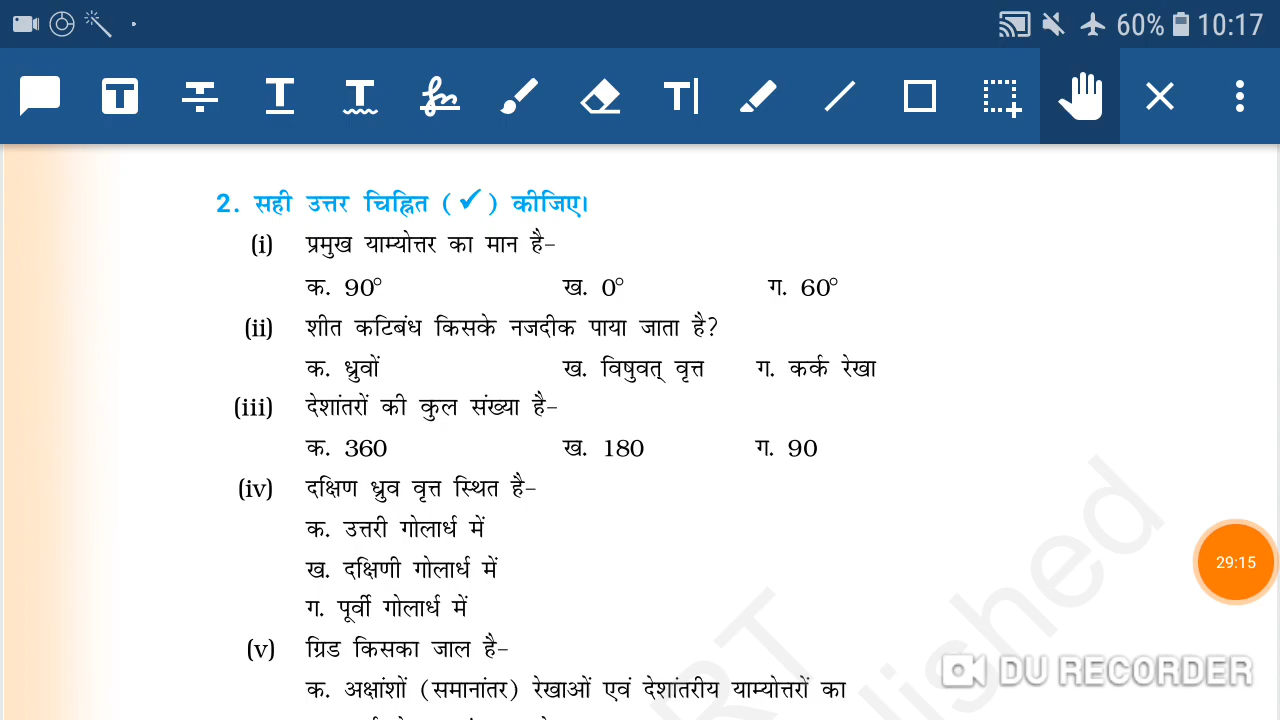 60% 10:17
2. सही उत्तर चिह्नित (✓) कीजिए।
(i) प्रमुख याम्योत्तर का मान है-
क. 90° ख. 0° ग. 60°
(ii) शीत कटिबंध किसके नजदीक पाया जाता है?
क. ध्रुवों ख. विषुवत् वृत्त ग. कर्क रेखा
(iii) देशांतरों की कुल संख्या है-
क. 360 ख. 180 ग. 90
(iv) दक्षिण ध्रुव वृत्त स्थित है-
क. उत्तरी गोलार्ध में
ख. दक्षिणी गोलार्ध में
29:15
ग. पूर्वी गोलार्ध में
(v) ग्रिड किसका जाल है-
DU RECORDER
क. अक्षांशों (समानांतर) रेखाओं एवं देशांतरीय याम्योत्तरों का